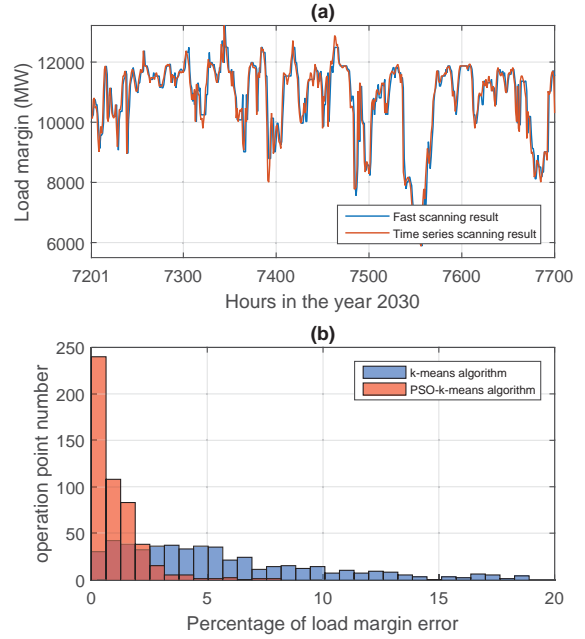 (a)
Load margin (MW)
12000
10000
8000
6000
Fast scanning result
Time series scanning result
7201
7300
7400
7500
7600
7700
Hours in the year 2030
(b)
operation point number
250
200
150
100
50
0
k-means algorithm
PSO-k-means algorithm
0
5
10
15
20
Percentage of load margin error